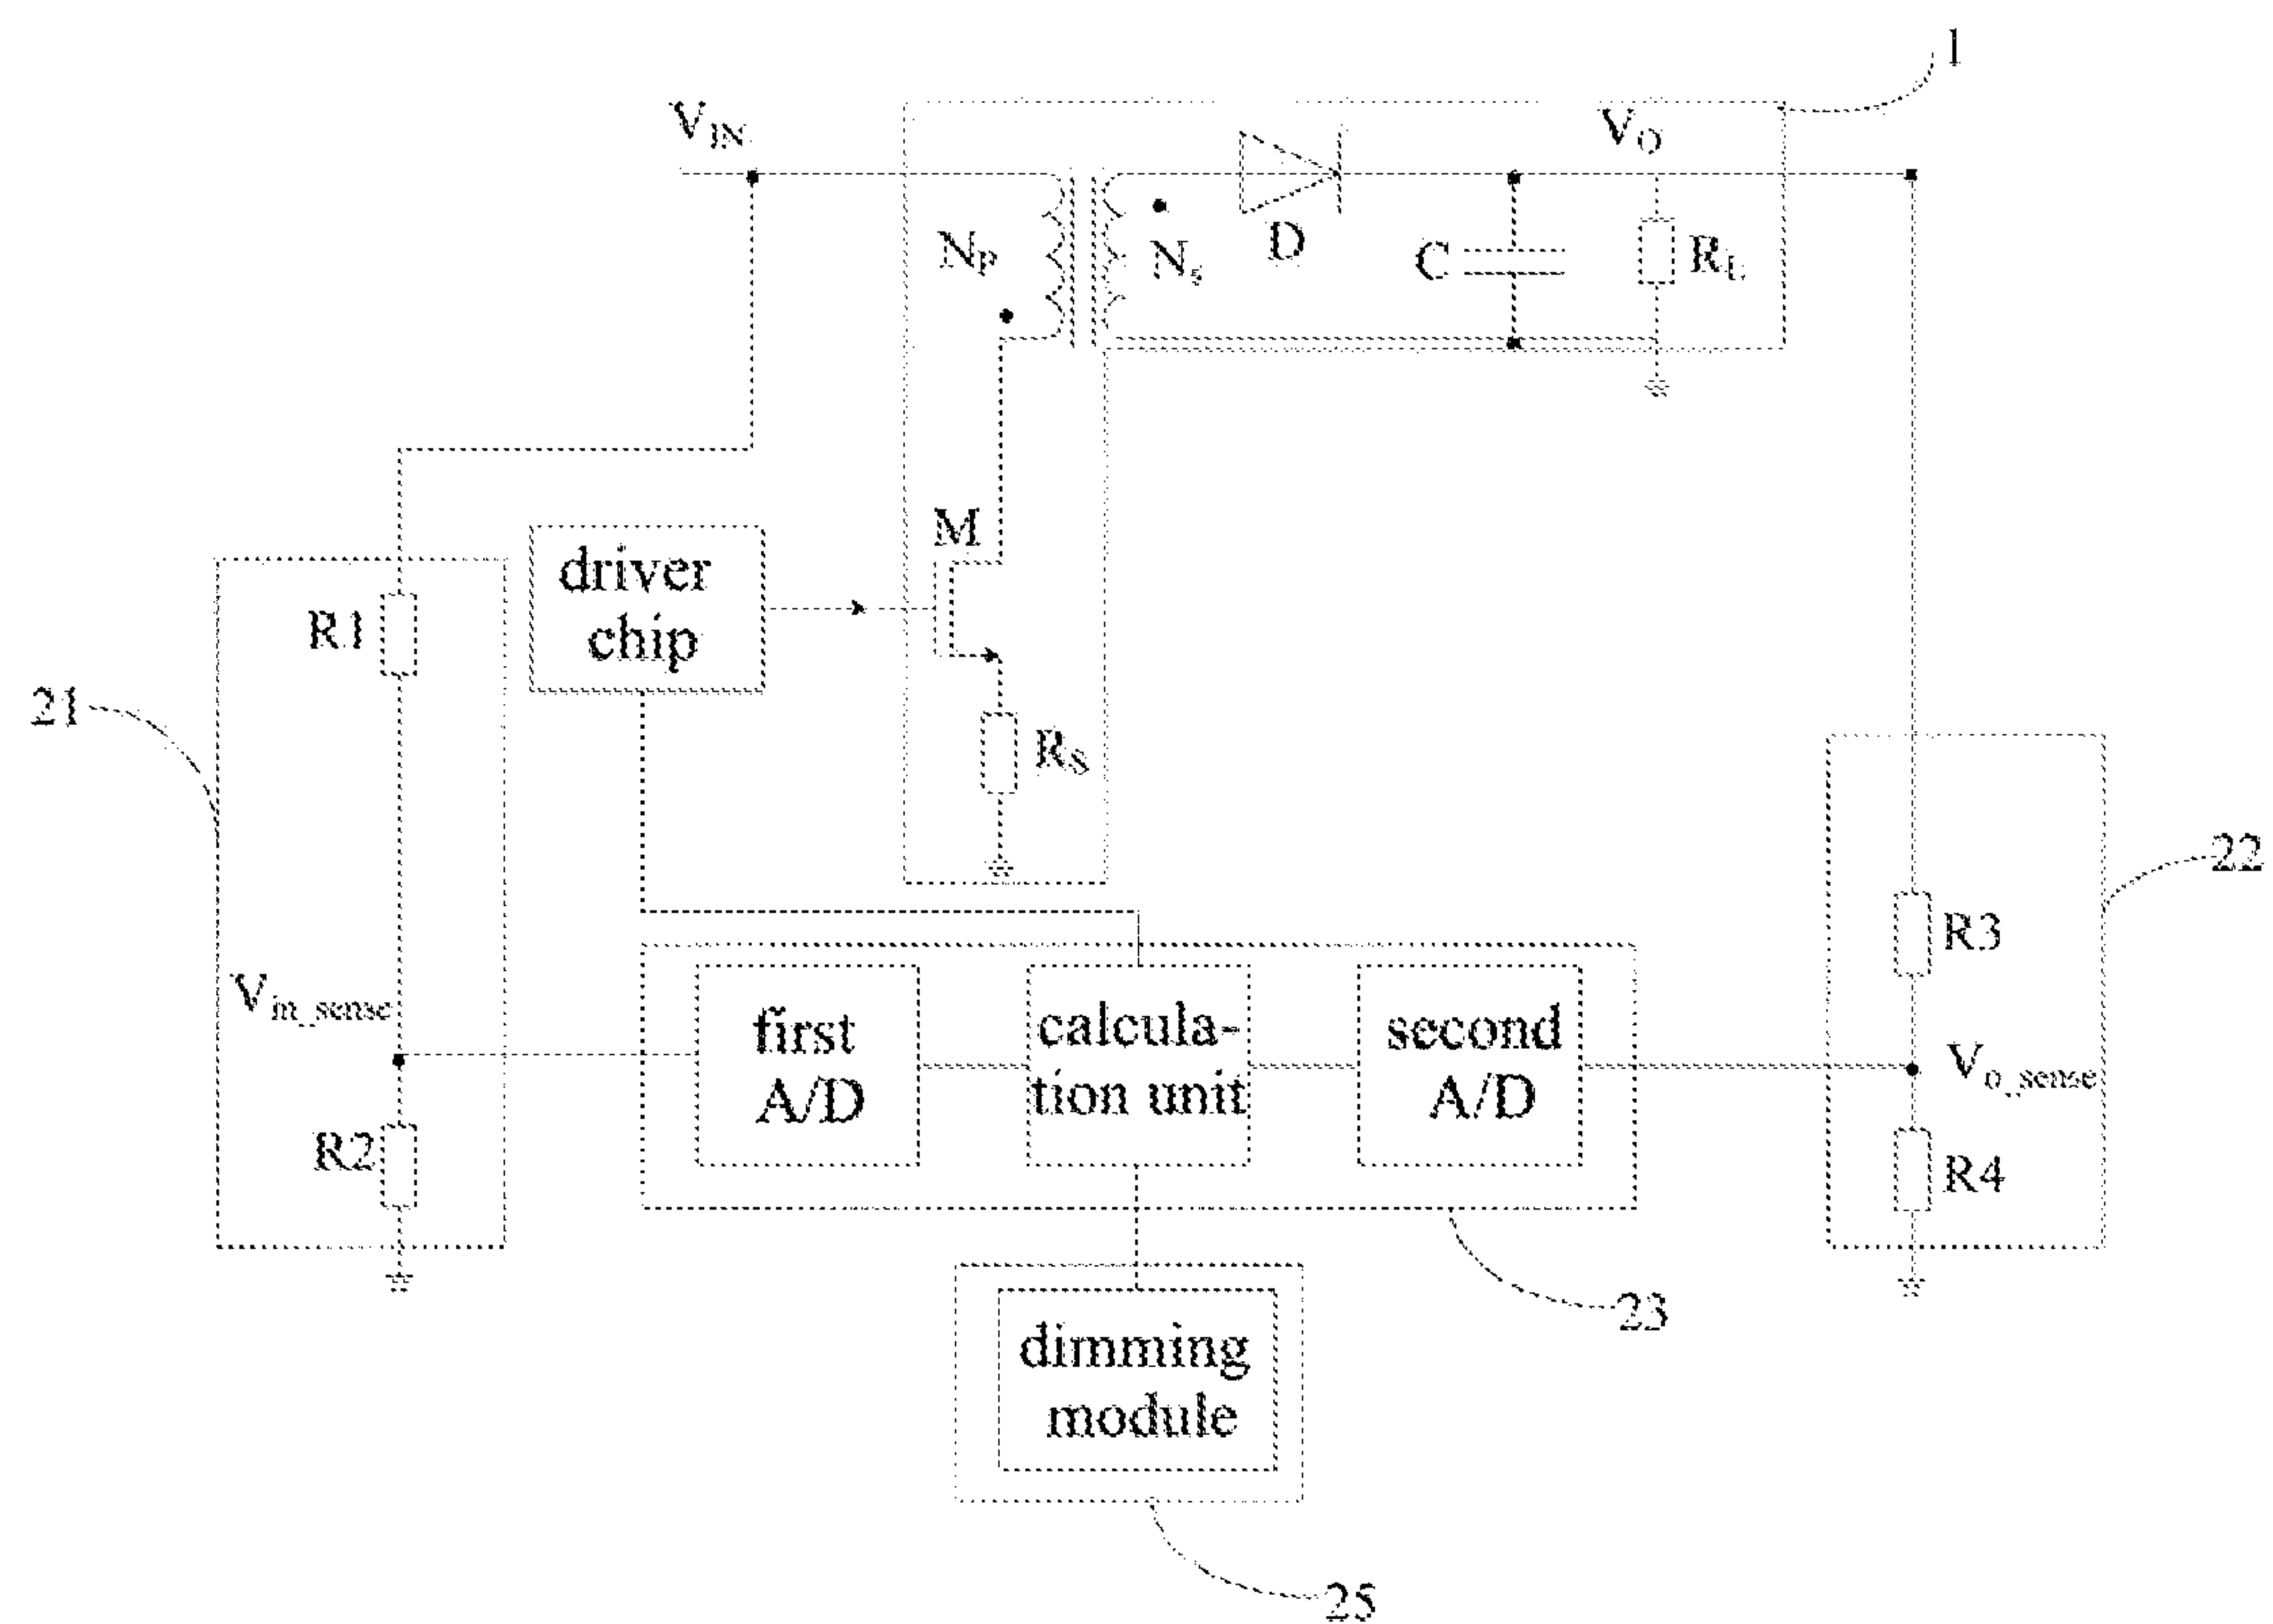 1
V_IN
V_O
N_P
N_s
D
C
R_L
M
driver
chip
R1
21
R_S
22
R3
V_in_sense
first
A/D
calcula-
tion unit
second
A/D
V_o_sense
R2
R4
23
dimming
module
25